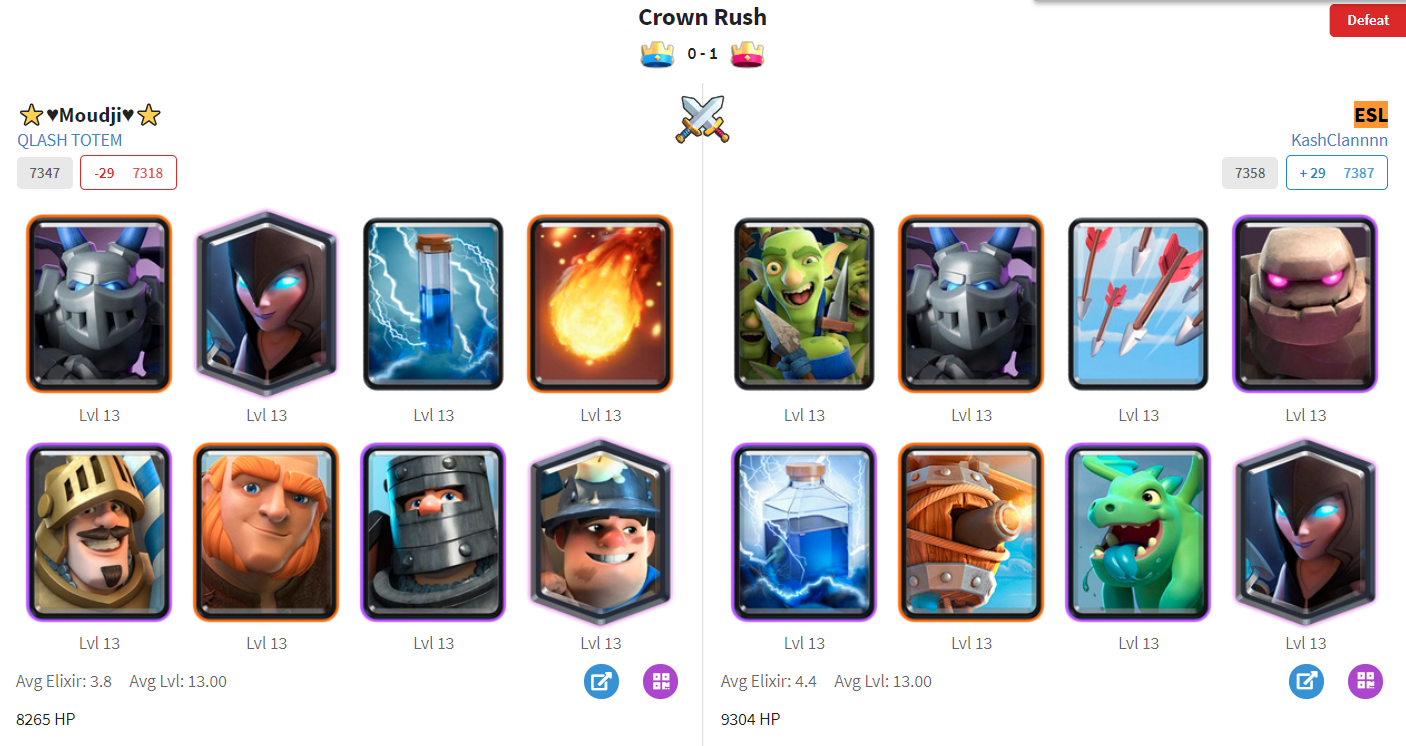 Crown Rush
Defeat
0 - 1
⭐♥Moudji♥⭐
QLASH TOTEM
7347 -29 7318
ESL
KashClannnn
7358 + 29 7387
Lvl 13 Lvl 13 Lvl 13 Lvl 13
Lvl 13 Lvl 13 Lvl 13 Lvl 13
Avg Elixir: 3.8 Avg Lvl: 13.00
8265 HP
Lvl 13 Lvl 13 Lvl 13 Lvl 13
Lvl 13 Lvl 13 Lvl 13 Lvl 13
Avg Elixir: 4.4 Avg Lvl: 13.00
9304 HP